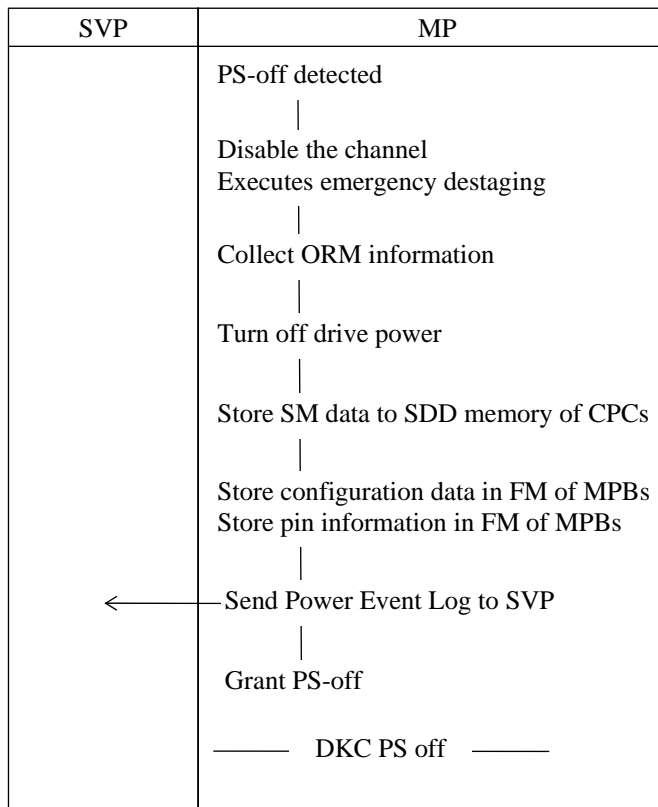 SVP MP
PS-off detected
Disable the channel
Executes emergency destaging
Collect ORM information
Turn off drive power
Store SM data to SDD memory of CPCs
Store configuration data in FM of MPBs
Store pin information in FM of MPBs
Send Power Event Log to SVP
Grant PS-off
DKC PS off